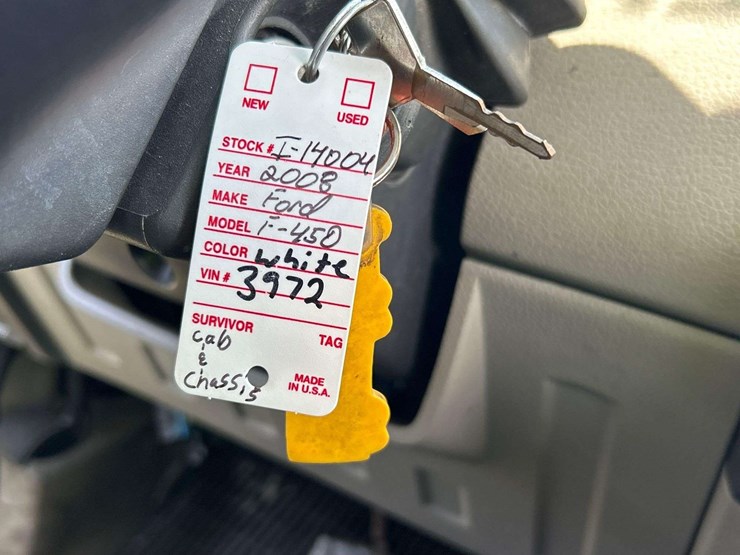 NEW
USED
STOCK # I-14004
YEAR 2008
MAKE Ford
MODEL F-450
COLOR white
VIN # 3972
SURVIVOR TAG
Cab
&
Chassis
MADE
IN U.S.A.